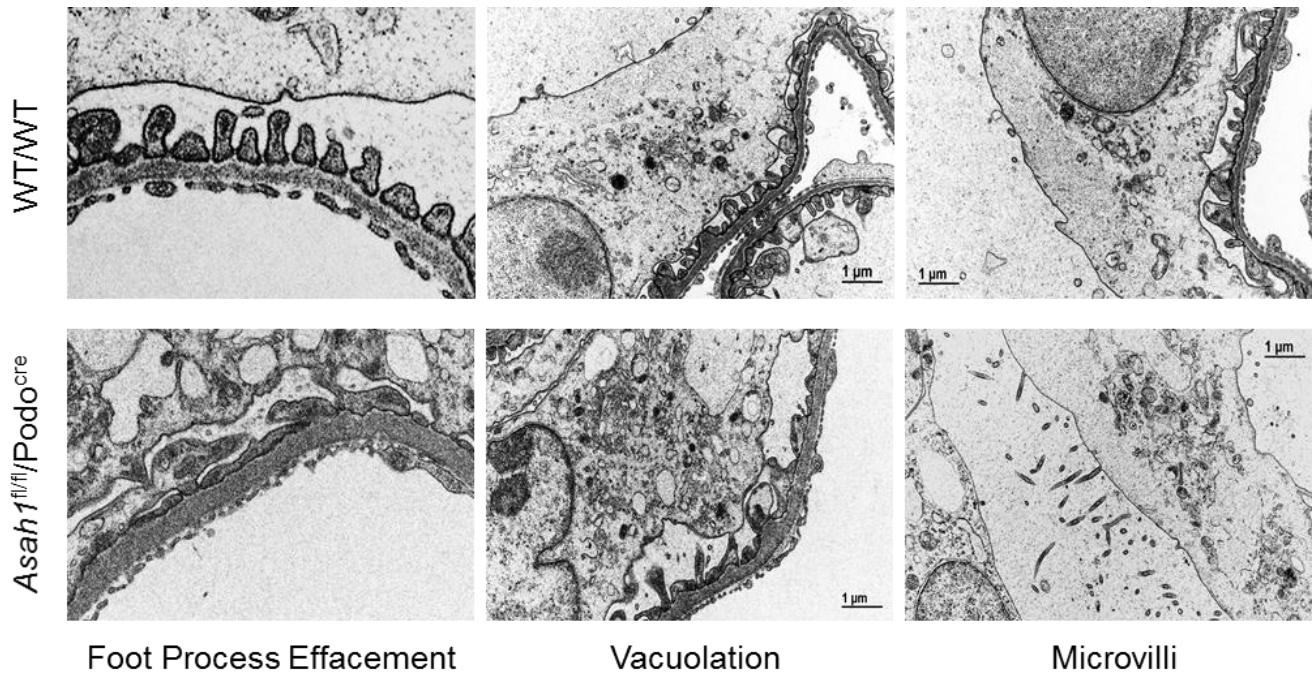 WT/WT
1 µm
1 µm
Asah1fl/fl/Podocre
1 µm
1 µm
Foot Process Effacement
Vacuolation
Microvilli